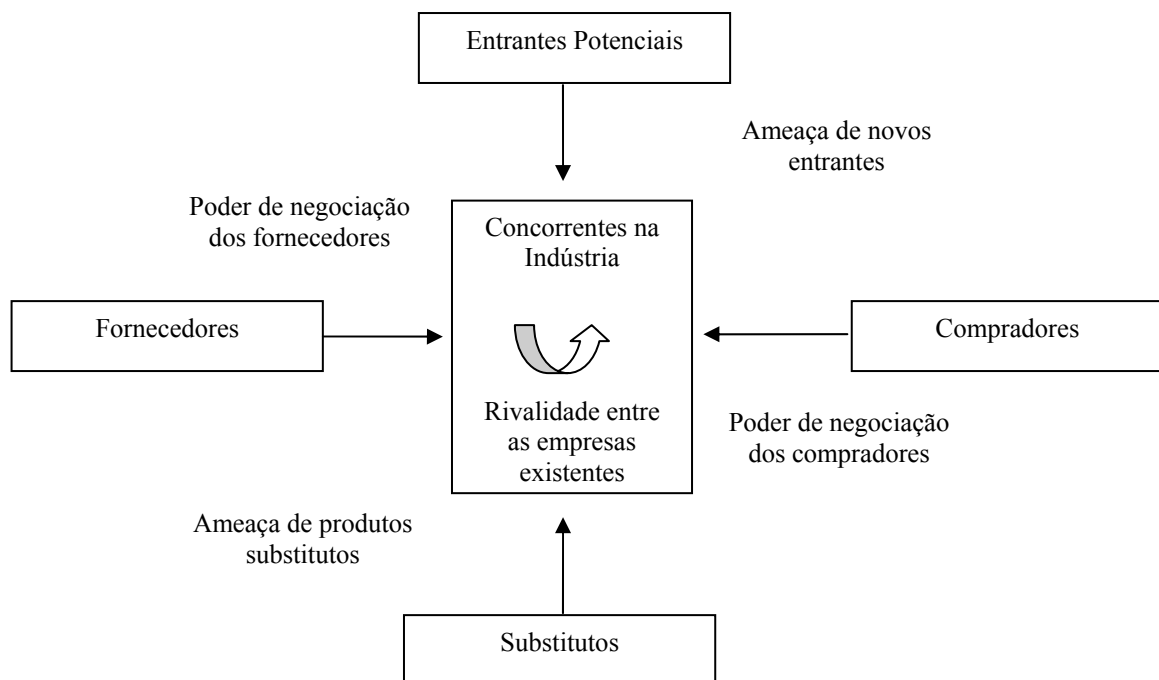 Entrantes Potenciais
Ameaça de novos
entrantes
Poder de negociação
dos fornecedores
Concorrentes na
Indústria
Fornecedores
Compradores
Rivalidade entre
as empresas
existentes
Poder de negociação
dos compradores
Ameaça de produtos
substitutos
Substitutos